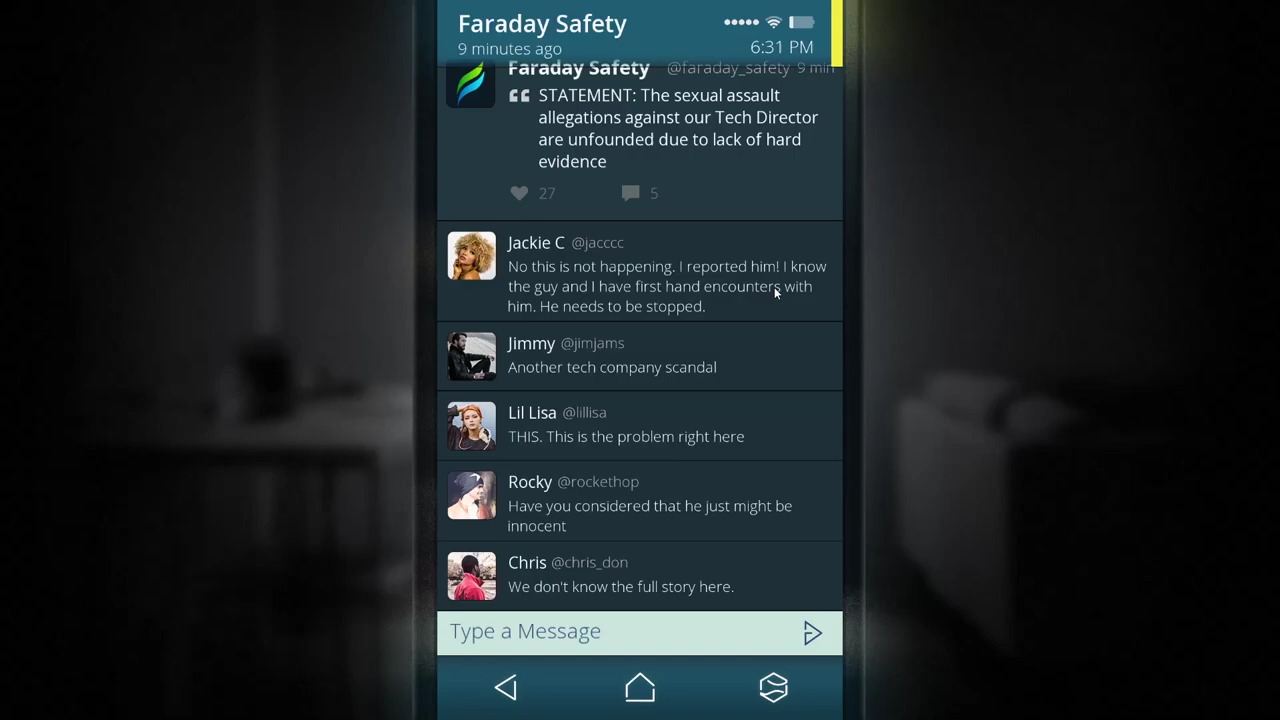 Faraday Safety
9 minutes ago
6:31 PM
Faraday Safety @faraday_safety 9 min
STATEMENT: The sexual assault
allegations against our Tech Director
are unfounded due to lack of hard
evidence
27 5
Jackie C @jacccc
No this is not happening. I reported him! I know
the guy and I have first hand encounters with
him. He needs to be stopped.
Jimmy @jimjams
Another tech company scandal
Lil Lisa @lillisa
THIS. This is the problem right here
Rocky @rockethop
Have you considered that he just might be
innocent
Chris @chris_don
We don't know the full story here.
Type a Message